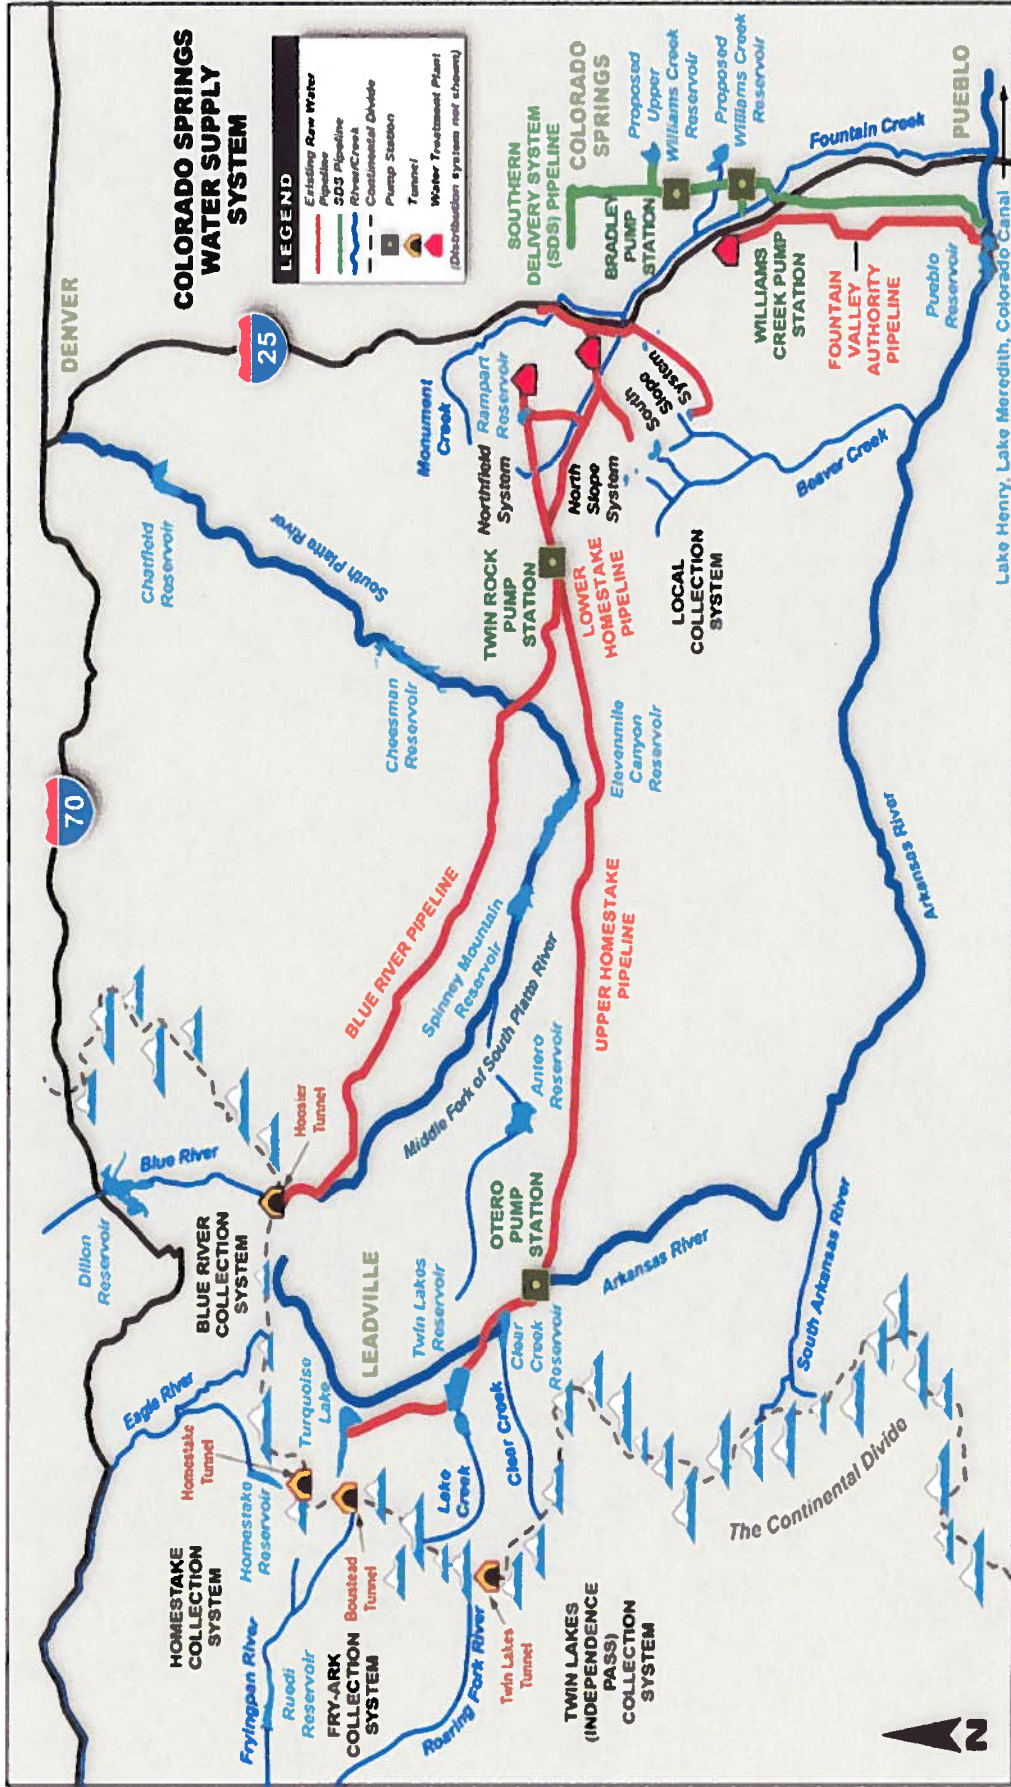 COLORADO SPRINGS
WATER SUPPLY
SYSTEM
LEGEND
Existing Raw Water
Pipeline
SDS Pipeline
River/Creek
Continental Divide
Pump Station
Tunnel
Water Treatment Plant
(Distribution system not shown)
DENVER
25
70
Chatfield
Reservoir
South Platte River
Cheesman
Reservoir
Monument
Creek
Rampart
Reservoir
Northfield
System
North
Slope
System
South
Slope
System
TWIN ROCK
PUMP
STATION
LOWER
HOMESTAKE
PIPELINE
LOCAL
COLLECTION
SYSTEM
SOUTHERN
DELIVERY SYSTEM
(SDS) PIPELINE
COLORADO
SPRINGS
BRADLEY
PUMP
STATION
Proposed
Upper
Williams Creek
Reservoir
Proposed
Williams Creek
Reservoir
Fountain Creek
PUEBLO
WILLIAMS
CREEK PUMP
STATION
FOUNTAIN
VALLEY
AUTHORITY
PIPELINE
Pueblo
Reservoir
Lake Henry, Lake Meredith, Colorado Canal
Beaver Creek
Arkansas River
Elevenmile
Canyon
Reservoir
UPPER HOMESTAKE
PIPELINE
BLUE RIVER PIPELINE
Spinney Mountain
Reservoir
Middle Fork of South Platte River
Antero
Reservoir
Hoosier
Tunnel
Blue River
Dillon
Reservoir
BLUE RIVER
COLLECTION
SYSTEM
LEADVILLE
Twin Lakes
Reservoir
OTERO
PUMP
STATION
Arkansas River
South Arkansas River
Clear
Creek
Reservoir
Clear Creek
Lake
Creek
Turquoise
Lake
Eagle River
Homestake
Tunnel
Homestake
Reservoir
HOMESTAKE
COLLECTION
SYSTEM
Boustead
Tunnel
Fryingpan River
Ruedi
Reservoir
FRY-ARK
COLLECTION
SYSTEM
Roaring Fork River
Twin Lakes
Tunnel
TWIN LAKES
(INDEPENDENCE
PASS)
COLLECTION
SYSTEM
The Continental Divide
N